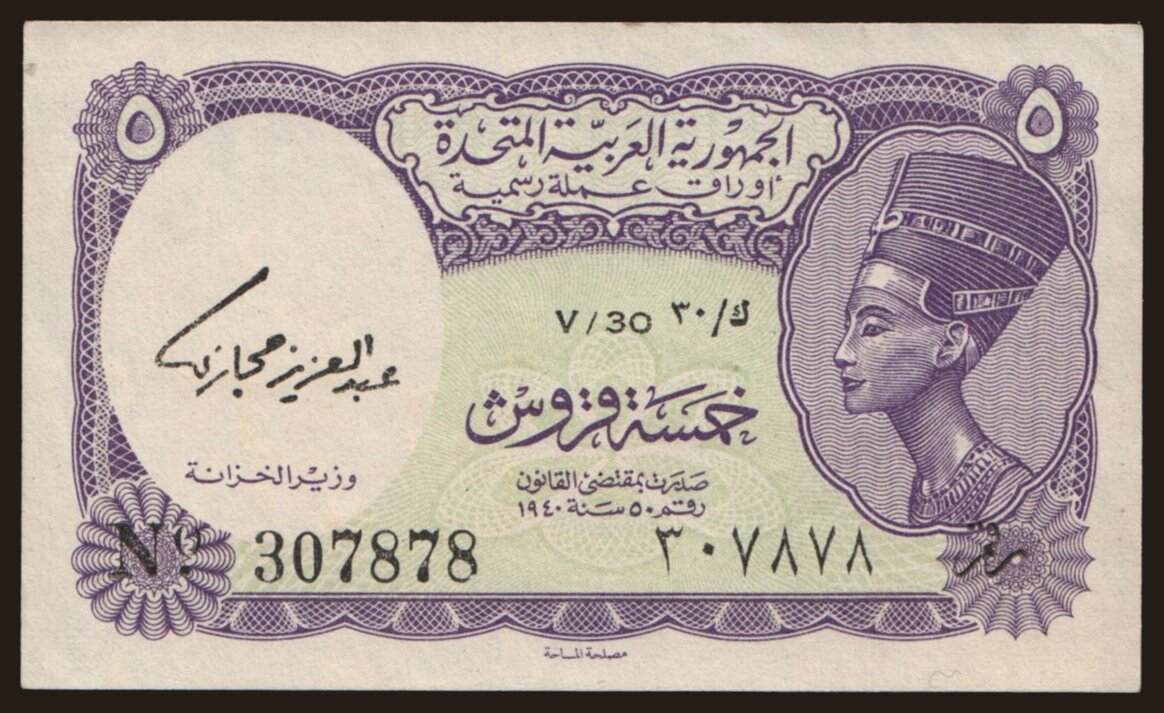 ٥ ٥
الجمهورية العربية المتحدة
أوراق عملة رسمية
V/30 ك/٣٠
خمسة قروش
عبد العزيز حجازى
وزير الخزانة
صدرت بمقتضى القانون
رقم ٥٠ سنة ١٩٤٠
Nº 307878 ٣٠٧٨٧٨ رقم
مصلحة المساحة